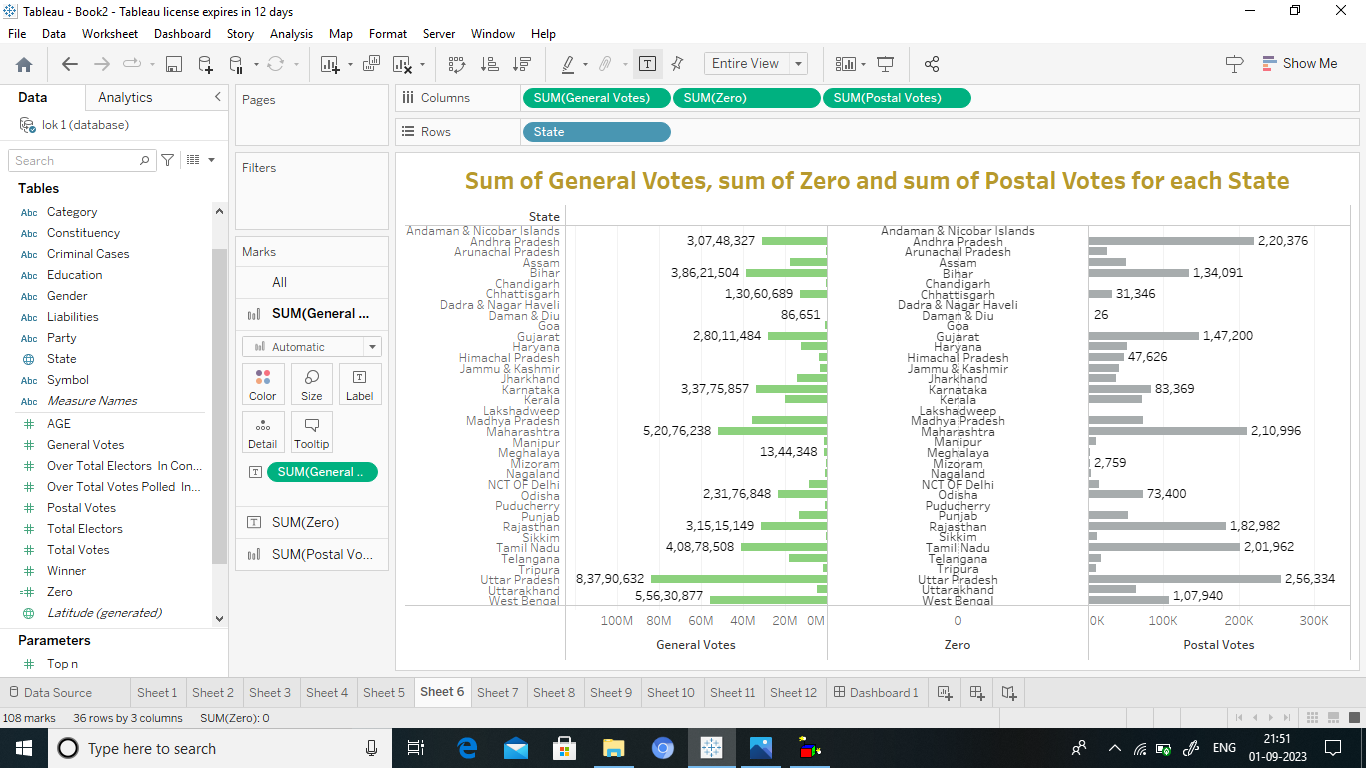 Tableau - Book2 - Tableau license expires in 12 days
File Data Worksheet Dashboard Story Analysis Map Format Server Window Help
Entire View
Show Me
Data Analytics
lok 1 (database)
Search
Tables
Abc Category
Abc Constituency
Abc Criminal Cases
Abc Education
Abc Gender
Abc Liabilities
Abc Party
State
Abc Symbol
Abc Measure Names
# AGE
# General Votes
# Over Total Electors In Con...
# Over Total Votes Polled In...
# Postal Votes
# Total Electors
# Total Votes
# Winner
=# Zero
Latitude (generated)
Parameters
# Top n
Pages
Filters
Marks
All
SUM(General ...
Automatic
Color Size Label
Detail Tooltip
SUM(General ..
SUM(Zero)
SUM(Postal Vo...
Columns SUM(General Votes) SUM(Zero) SUM(Postal Votes)
Rows State
Sum of General Votes, sum of Zero and sum of Postal Votes for each State
State
Andaman & Nicobar Islands Andaman & Nicobar Islands
Andhra Pradesh 3,07,48,327 Andhra Pradesh 2,20,376
Arunachal Pradesh Arunachal Pradesh
Assam Assam
Bihar 3,86,21,504 Bihar 1,34,091
Chandigarh Chandigarh
Chhattisgarh 1,30,60,689 Chhattisgarh 31,346
Dadra & Nagar Haveli Dadra & Nagar Haveli
Daman & Diu 86,651 Daman & Diu 26
Goa Goa
Gujarat 2,80,11,484 Gujarat 1,47,200
Haryana Haryana
Himachal Pradesh Himachal Pradesh 47,626
Jammu & Kashmir Jammu & Kashmir
Jharkhand Jharkhand
Karnataka 3,37,75,857 Karnataka 83,369
Kerala Kerala
Lakshadweep Lakshadweep
Madhya Pradesh Madhya Pradesh
Maharashtra 5,20,76,238 Maharashtra 2,10,996
Manipur Manipur
Meghalaya 13,44,348 Meghalaya
Mizoram Mizoram 2,759
Nagaland Nagaland
NCT OF Delhi NCT OF Delhi
Odisha 2,31,76,848 Odisha 73,400
Puducherry Puducherry
Punjab Punjab
Rajasthan 3,15,15,149 Rajasthan 1,82,982
Sikkim Sikkim
Tamil Nadu 4,08,78,508 Tamil Nadu 2,01,962
Telangana Telangana
Tripura Tripura
Uttar Pradesh 8,37,90,632 Uttar Pradesh 2,56,334
Uttarakhand Uttarakhand
West Bengal 5,56,30,877 West Bengal 1,07,940
100M 80M 60M 40M 20M 0M 0 0K 100K 200K 300K
General Votes Zero Postal Votes
Data Source Sheet 1 Sheet 2 Sheet 3 Sheet 4 Sheet 5 Sheet 6 Sheet 7 Sheet 8 Sheet 9 Sheet 10 Sheet 11 Sheet 12 Dashboard 1
108 marks 36 rows by 3 columns SUM(Zero): 0
Type here to search
ENG
21:51
01-09-2023